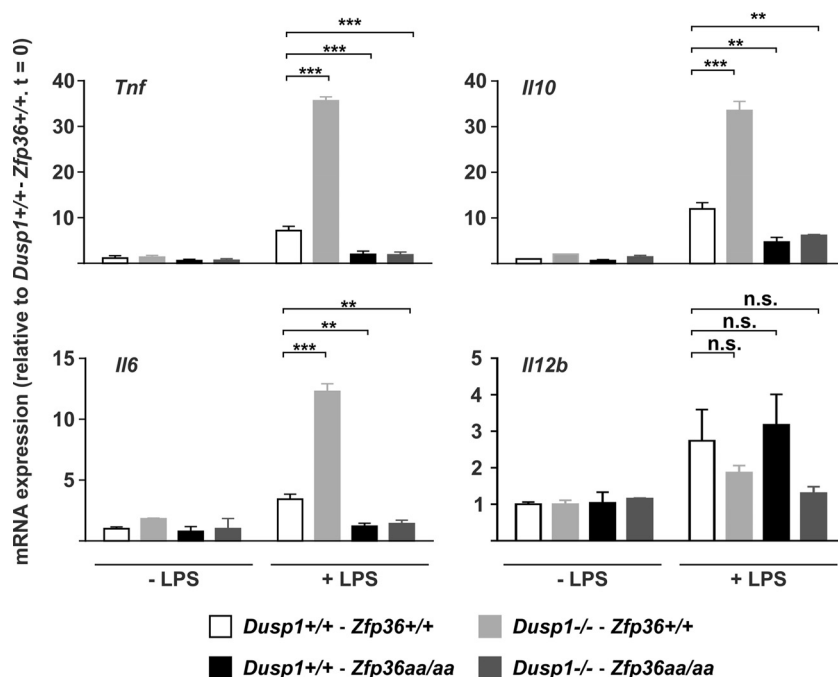 mRNA expression (relative to Dusp1+/+- Zfp36+/+. t = 0)
Tnf
***
***
***
40
30
20
10
Il10
**
**
***
40
30
20
10
Il6
**
**
***
15
10
5
- LPS
+ LPS
Il12b
n.s.
n.s.
n.s.
5
4
3
2
1
- LPS
+ LPS
Dusp1+/+ - Zfp36+/+
Dusp1-/- - Zfp36+/+
Dusp1+/+ - Zfp36aa/aa
Dusp1-/- - Zfp36aa/aa